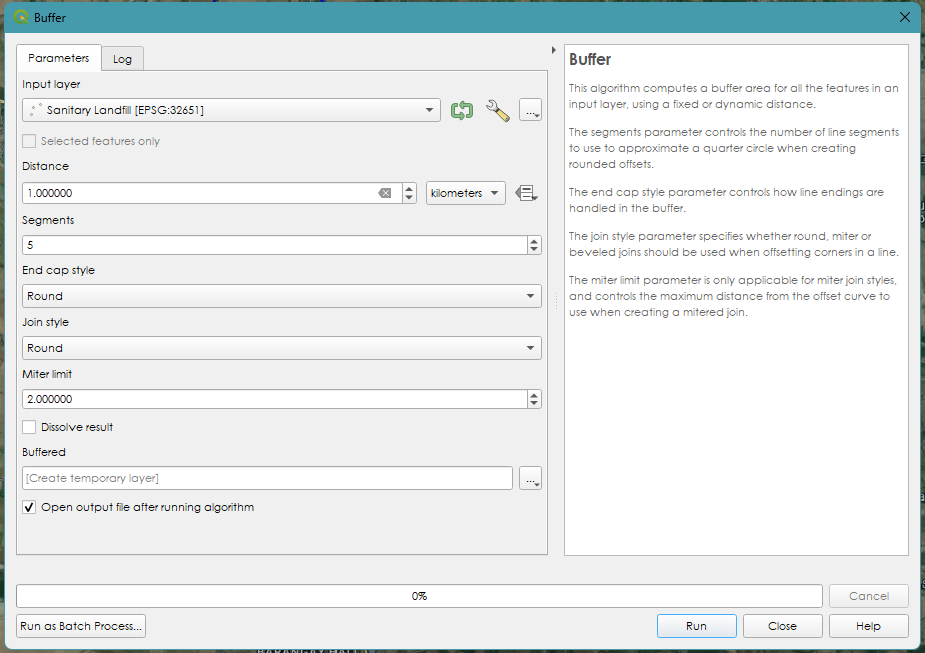 Buffer
Parameters
Log
Input layer
Sanitary Landfill [EPSG:32651]
...
Selected features only
Distance
1.000000
kilometers
Segments
5
End cap style
Round
Join style
Round
Miter limit
2.000000
Dissolve result
Buffered
[Create temporary layer]
...
Open output file after running algorithm
Buffer
This algorithm computes a buffer area for all the features in an
input layer, using a fixed or dynamic distance.
The segments parameter controls the number of line segments
to use to approximate a quarter circle when creating
rounded offsets.
The end cap style parameter controls how line endings are
handled in the buffer.
The join style parameter specifies whether round, miter or
beveled joins should be used when offsetting corners in a line.
The miter limit parameter is only applicable for miter join styles,
and controls the maximum distance from the offset curve to
use when creating a mitered join.
0%
Cancel
Run as Batch Process...
Run
Close
Help